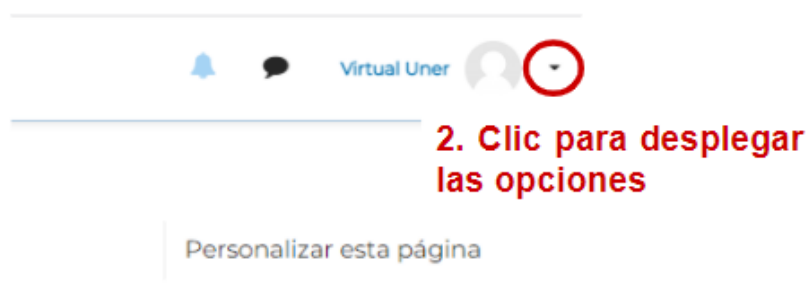 Virtual Uner
2. Clic para desplegar
las opciones
Personalizar esta página